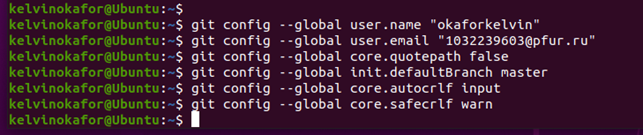 kelvinokafor@Ubuntu:~$
kelvinokafor@Ubuntu:~$ git config --global user.name "okaforkelvin"
kelvinokafor@Ubuntu:~$ git config --global user.email "1032239603@pfur.ru"
kelvinokafor@Ubuntu:~$ git config --global core.quotepath false
kelvinokafor@Ubuntu:~$ git config --global init.defaultBranch master
kelvinokafor@Ubuntu:~$ git config --global core.autocrlf input
kelvinokafor@Ubuntu:~$ git config --global core.safecrlf warn
kelvinokafor@Ubuntu:~$